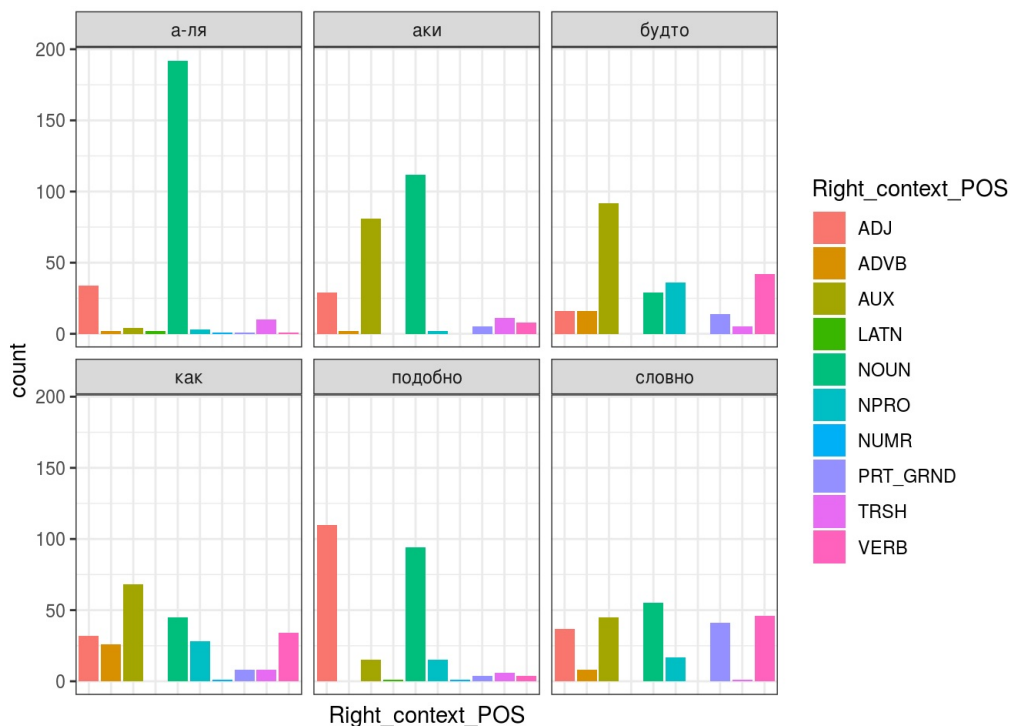 а-ля
аки
будто
200
150
100
50
0
как
подобно
словно
200
150
100
50
0
count
Right_context_POS
Right_context_POS
ADJ
ADVB
AUX
LATN
NOUN
NPRO
NUMR
PRT_GRND
TRSH
VERB